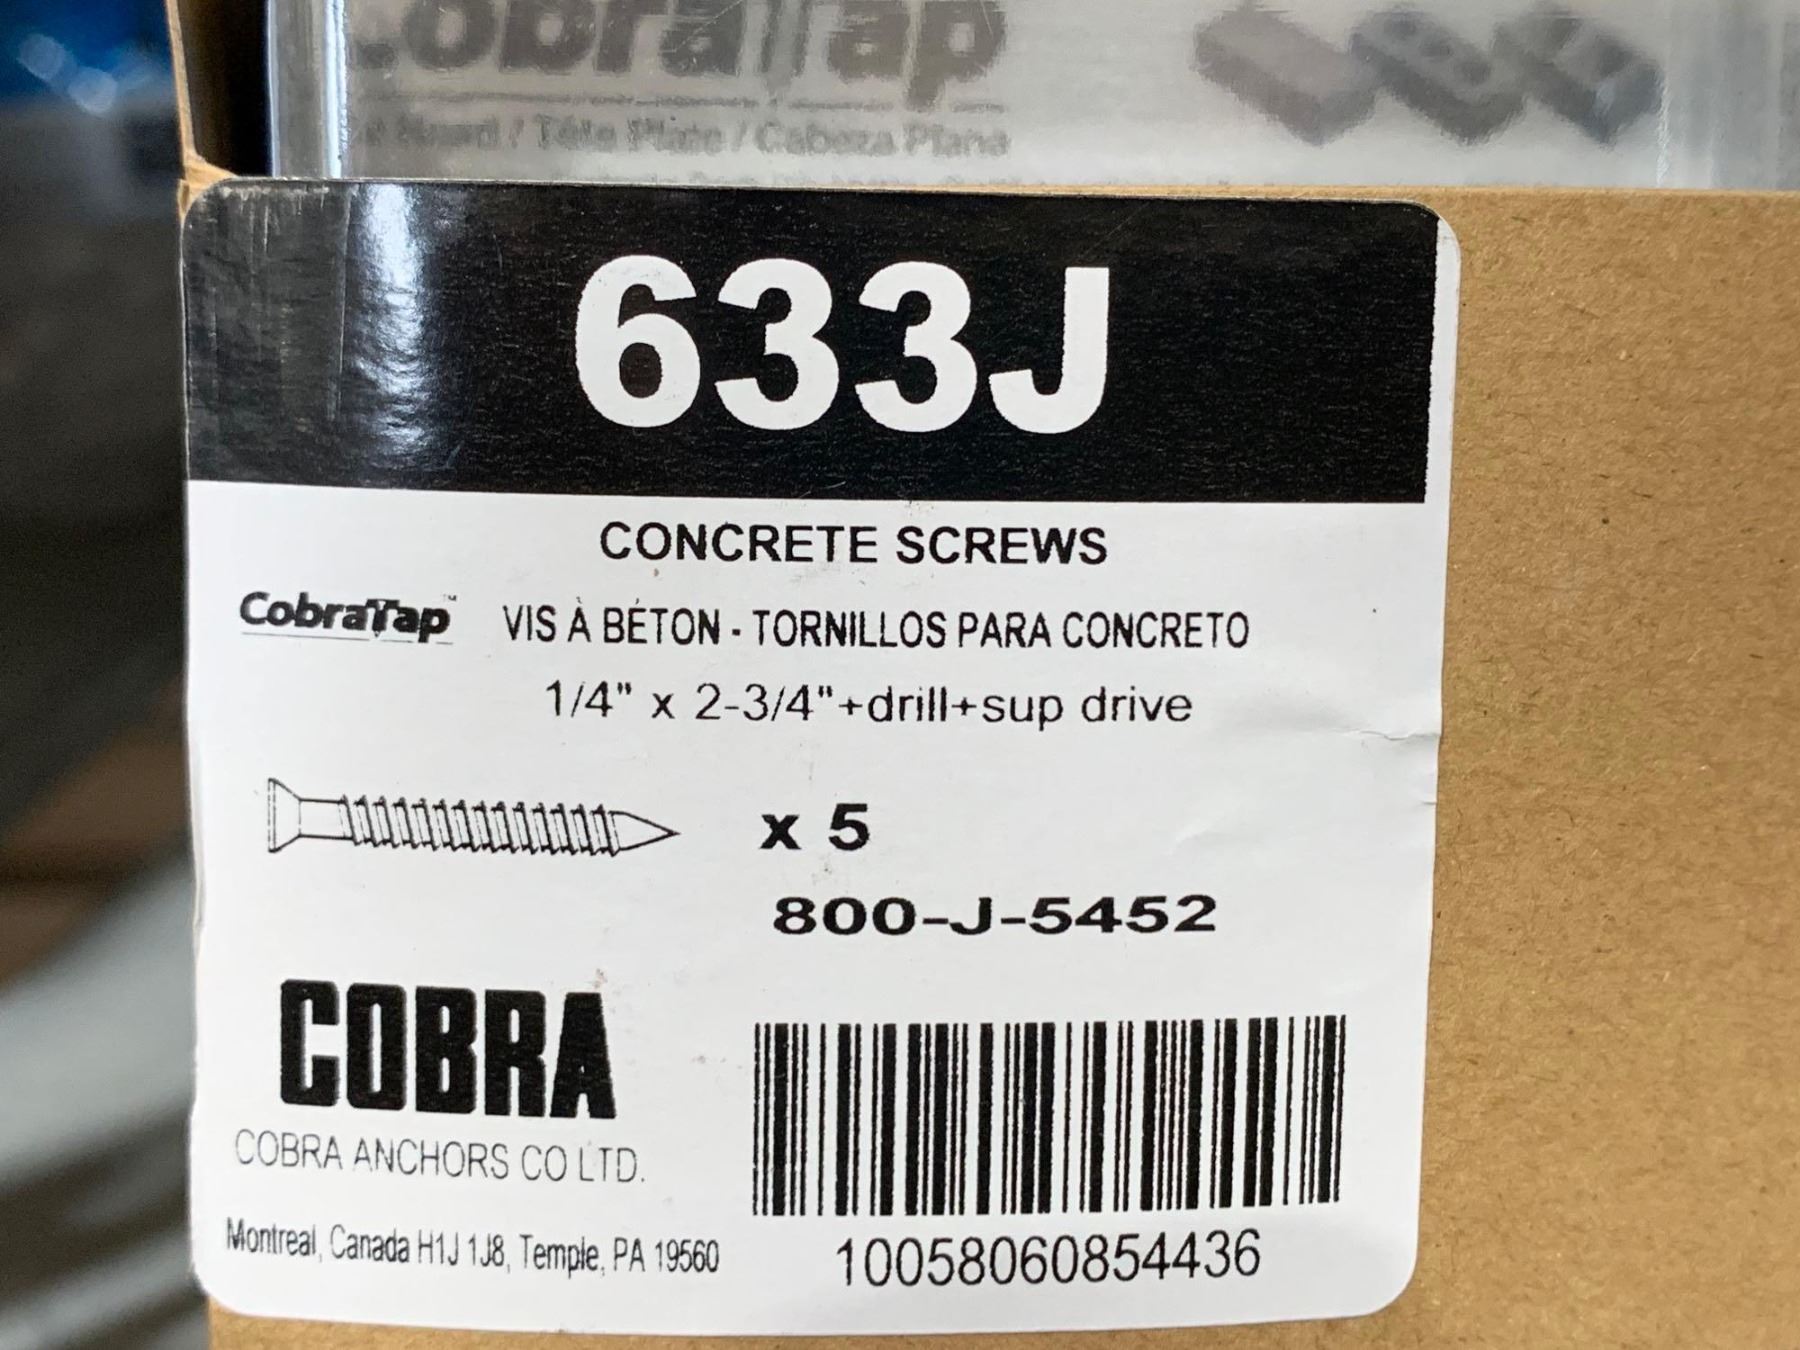 CobraTap
/ Tête Plate / Cabeza Plana
633J
CONCRETE SCREWS
CobraTap™ VIS À BÉTON - TORNILLOS PARA CONCRETO
1/4" x 2-3/4"+drill+sup drive
x 5
800-J-5452
COBRA
COBRA ANCHORS CO LTD.
Montreal, Canada H1J 1J8, Temple, PA 19560
10058060854436